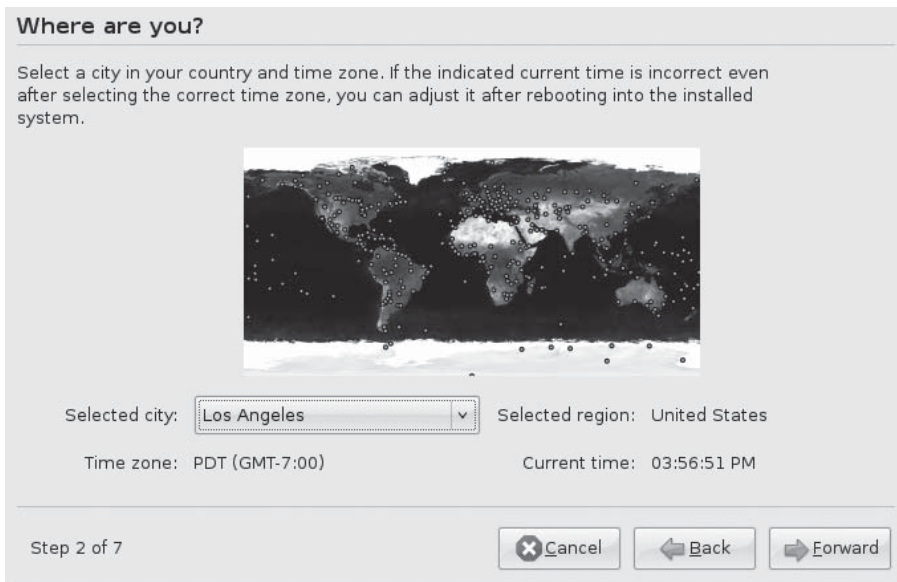 Where are you?
Select a city in your country and time zone. If the indicated current time is incorrect even
after selecting the correct time zone, you can adjust it after rebooting into the installed
system.
Selected city: Los Angeles Selected region: United States
Time zone: PDT (GMT-7:00) Current time: 03:56:51 PM
Step 2 of 7 Cancel Back Forward